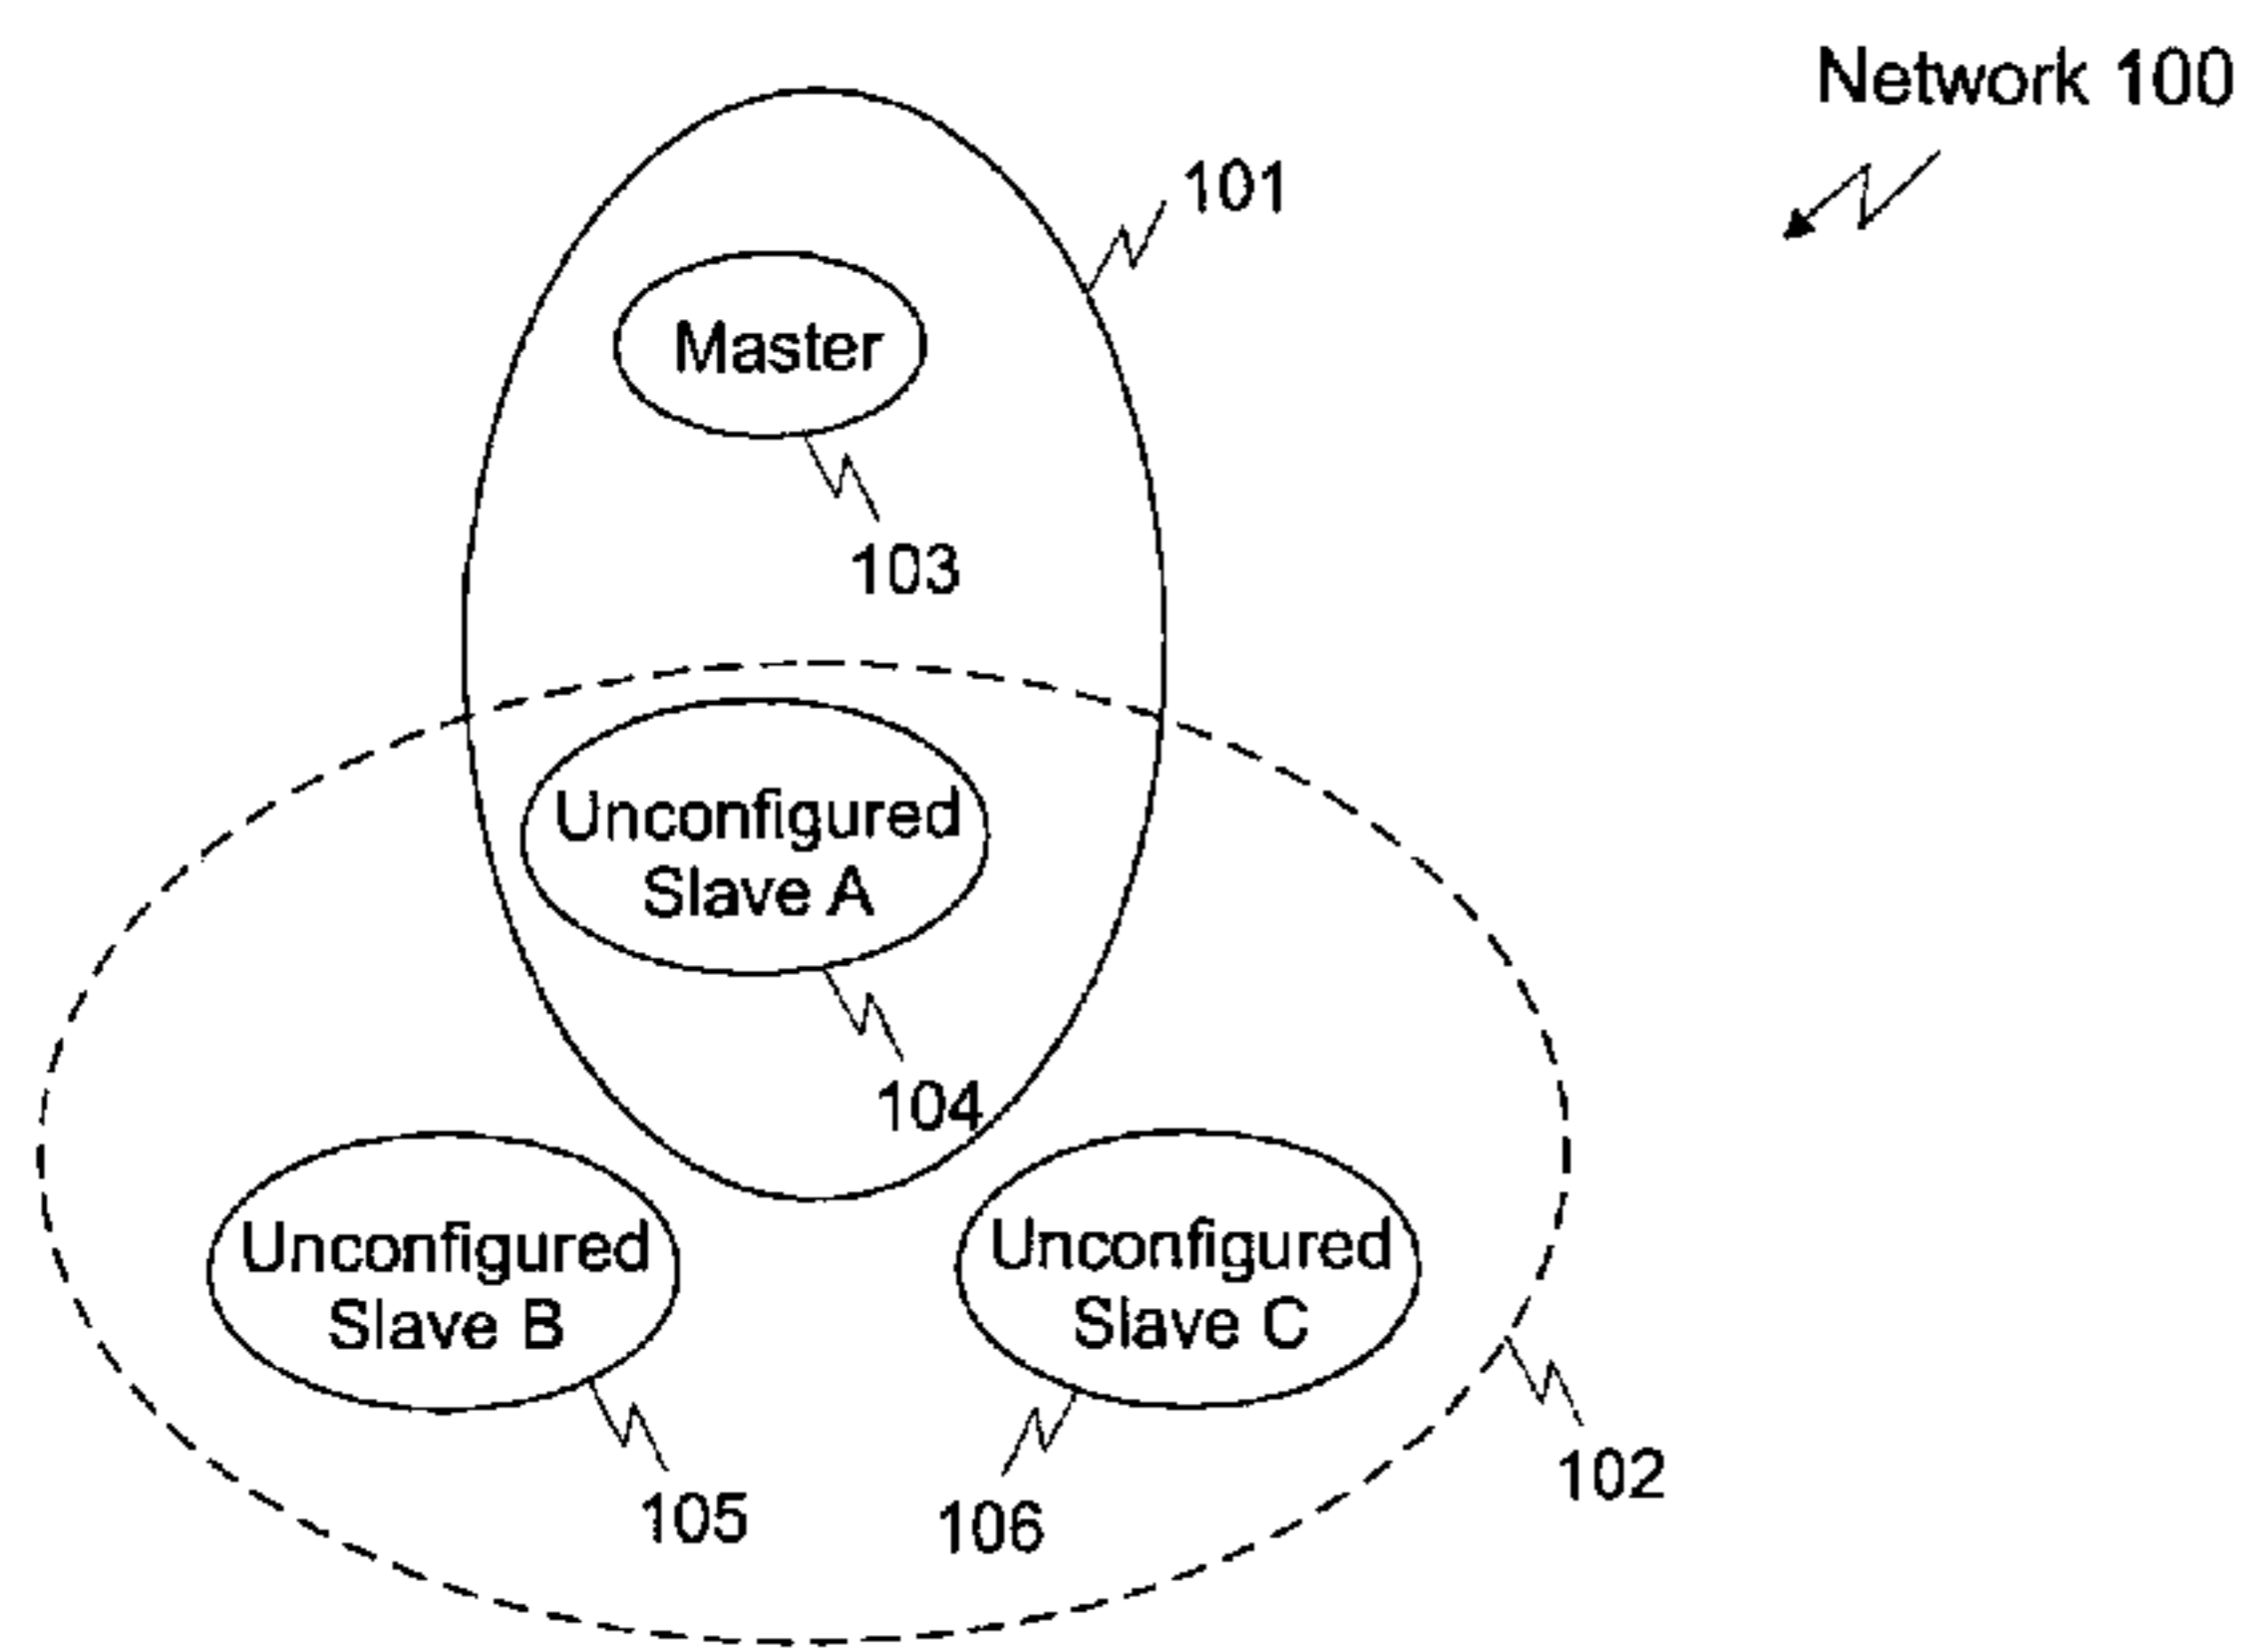 Network 100
101
Master
103
Unconfigured
Slave A
104
Unconfigured
Slave B
Unconfigured
Slave C
102
105
106